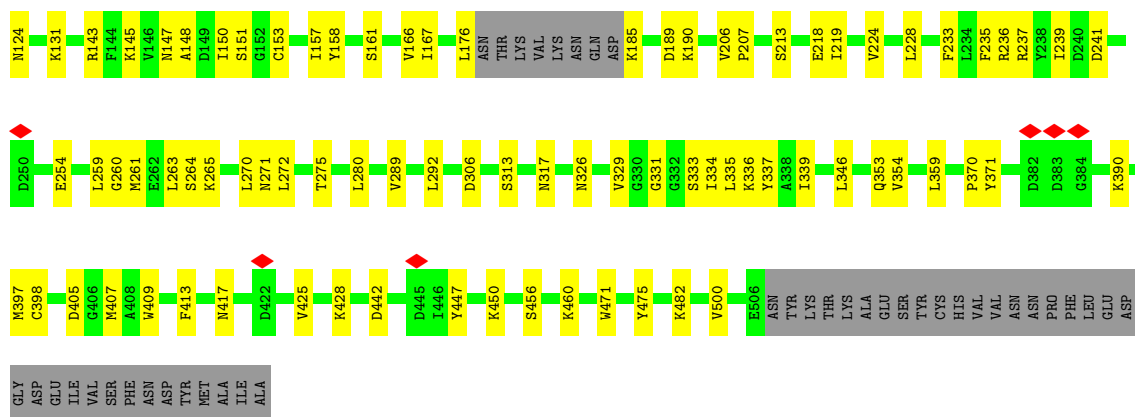 N124 K131 R143 F144 K145 V146 N147 A148 D149 I150 S151 G152 C153 I157 Y158 S161 V166 I167 L176 ASN THR LYS VAL LYS ASN GLN ASP K185 D189 K190 V206 P207 S213 E218 I219 V224 L228 F233 L234 F235 R236 R237 Y238 I239 D240 D241
D250 E254 L259 G260 M261 E262 L263 S264 K265 L270 N271 L272 T275 L280 V289 L292 D306 S313 N317 N326 V329 G330 G331 G332 S333 I334 L335 K336 Y337 A338 I339 L346 Q353 V354 L359 P370 Y371 D382 D383 G384 K390
M397 C398 D405 G406 M407 A408 W409 F413 N417 D422 V425 K428 D442 D445 I446 Y447 K450 S456 K460 W471 Y475 K482 V500 E506 ASN TYR LYS THR LYS ALA GLU SER TYR CYS HIS VAL VAL ASN ASN PRO PHE LEU GLU ASP
GLY ASP GLU ILE VAL SER PHE ASN ASP TYR MET ALA ILE ALA